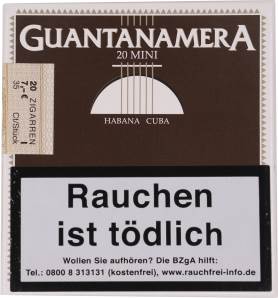 GUANTANAMERA
20 MINI
HABANA CUBA
20 ZIGARREN
7,- €
35 Ct/Stück
Rauchen
ist tödlich
Wollen Sie aufhören? Die BZgA hilft:
Tel.: 0800 8 313131 (kostenfrei), www.rauchfrei-info.de